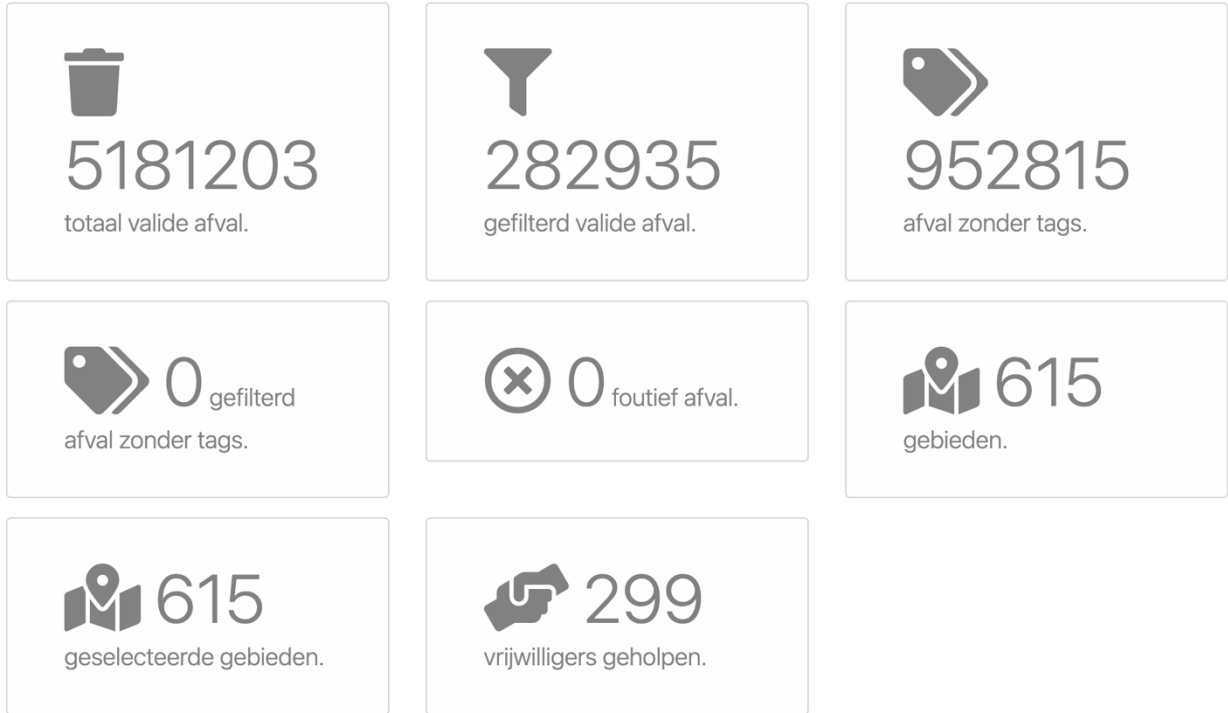 5181203
totaal valide afval.
282935
gefilterd valide afval.
952815
afval zonder tags.
0 gefilterd
afval zonder tags.
0 foutief afval.
615
gebieden.
615
geselecteerde gebieden.
299
vrijwilligers geholpen.